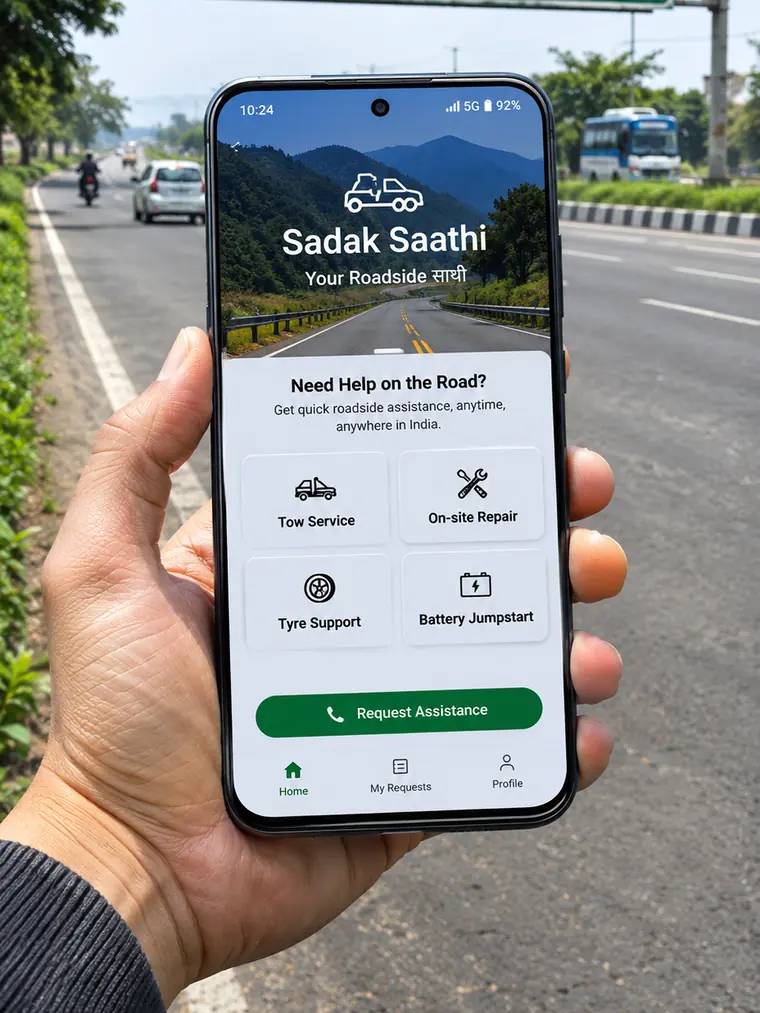 10:24
5G 92%
Sadak Saathi
Your Roadside साथी
Need Help on the Road?
Get quick roadside assistance, anytime,
anywhere in India.
Tow Service
On-site Repair
Tyre Support
Battery Jumpstart
Request Assistance
Home
My Requests
Profile